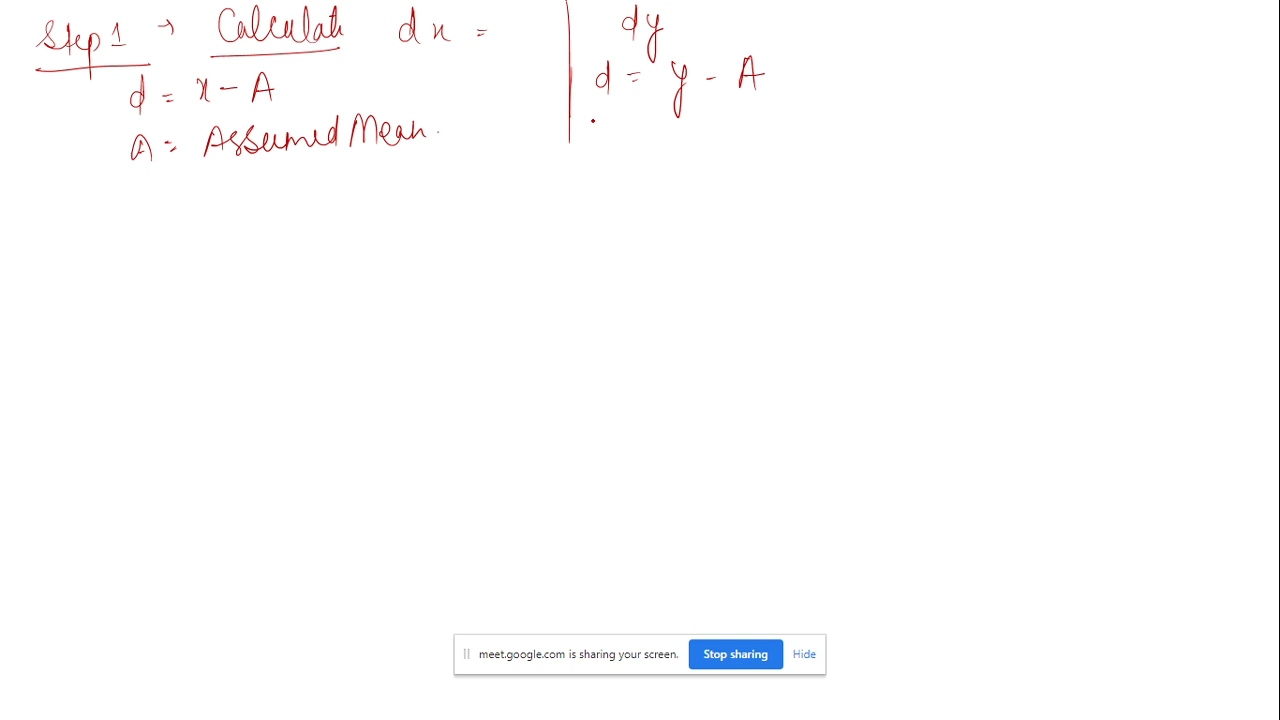 Step 1 → Calculate dx =
d = x - A
A = Assumed Mean.
dy
d = y - A
meet.google.com is sharing your screen. Stop sharing Hide